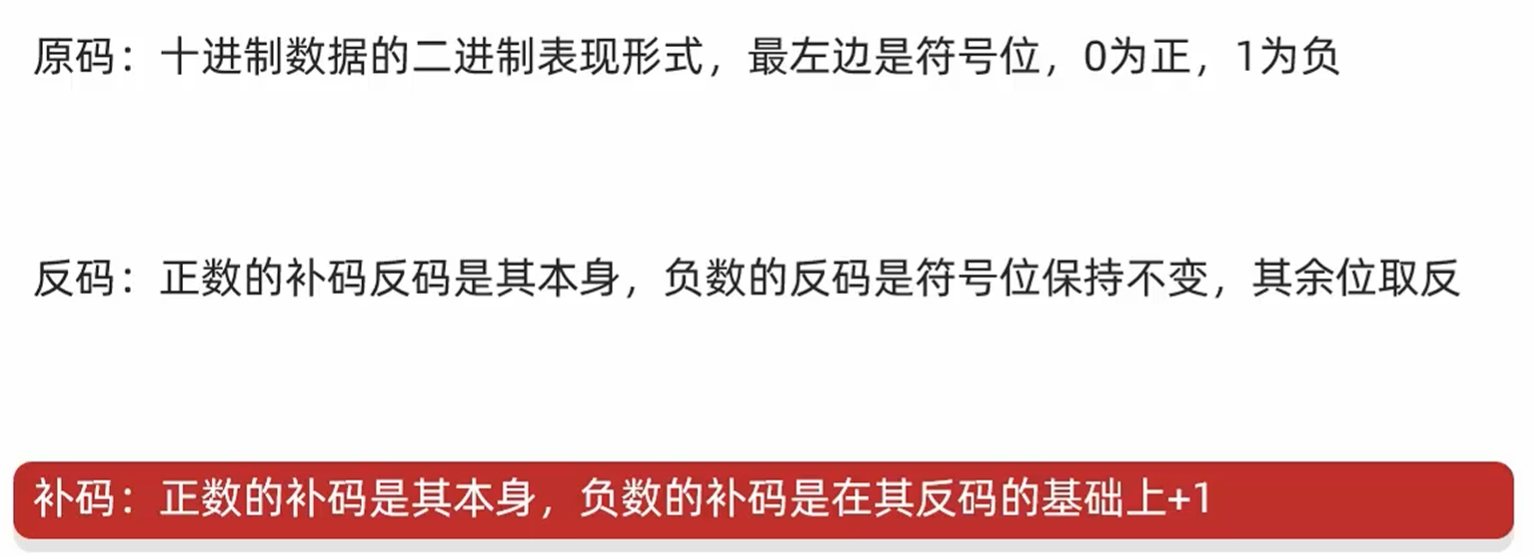 原码：十进制数据的二进制表现形式，最左边是符号位，0为正，1为负
反码：正数的补码反码是其本身，负数的反码是符号位保持不变，其余位取反
补码：正数的补码是其本身，负数的补码是在其反码的基础上+1